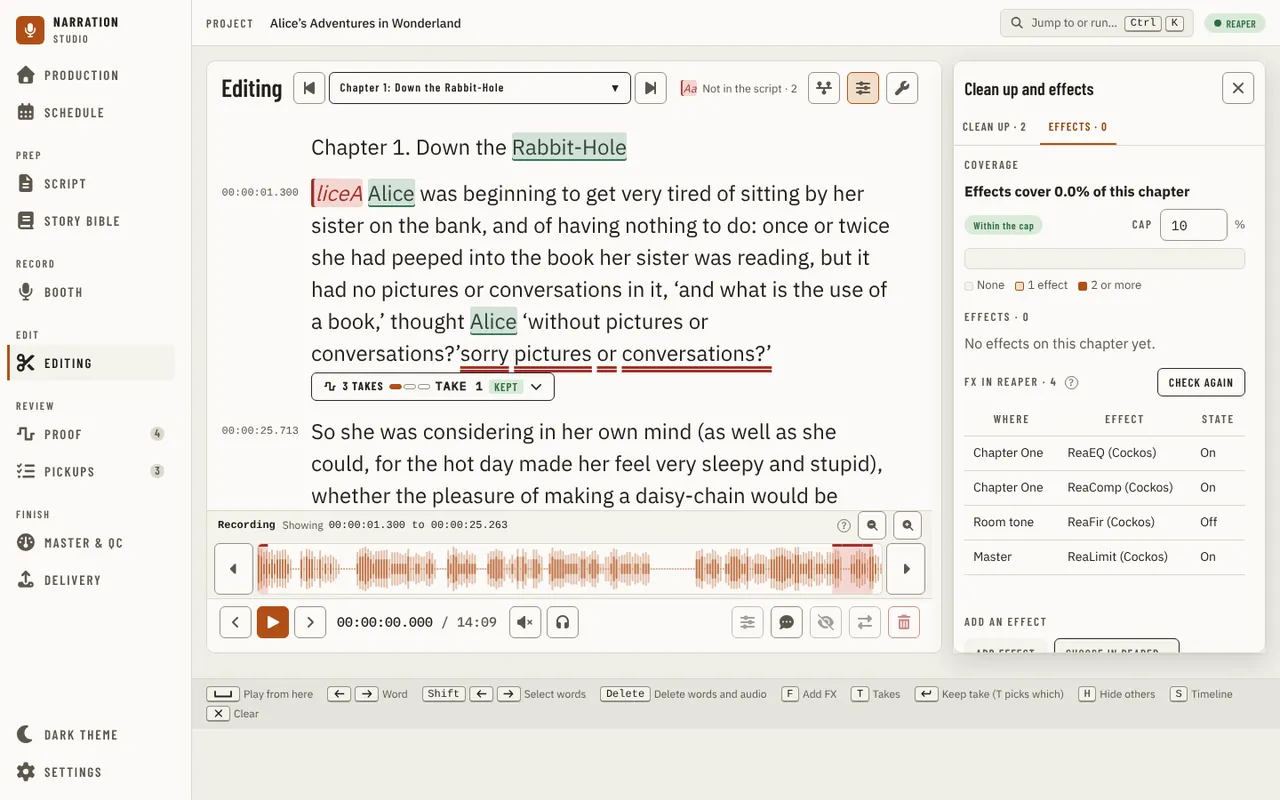 NARRATION
STUDIO
PRODUCTION
SCHEDULE
PREP
SCRIPT
STORY BIBLE
RECORD
BOOTH
EDIT
EDITING
REVIEW
PROOF 4
PICKUPS 3
FINISH
MASTER & QC
DELIVERY
DARK THEME
SETTINGS
PROJECT Alice's Adventures in Wonderland
Jump to or run... Ctrl K
REAPER
Editing
Chapter 1: Down the Rabbit-Hole
Aa Not in the script · 2
Chapter 1. Down the Rabbit-Hole
00:00:01.300 liceA Alice was beginning to get very tired of sitting by her
sister on the bank, and of having nothing to do: once or twice
she had peeped into the book her sister was reading, but it
had no pictures or conversations in it, ‘and what is the use of
a book,’ thought Alice ‘without pictures or
conversations?’sorry pictures or conversations?’
3 TAKES TAKE 1 KEPT
00:00:25.713 So she was considering in her own mind (as well as she
could, for the hot day made her feel very sleepy and stupid),
whether the pleasure of making a daisy-chain would be
Recording Showing 00:00:01.300 to 00:00:25.263 ?
00:00:00.000 / 14:09
Clean up and effects
CLEAN UP · 2 EFFECTS · 0
COVERAGE
Effects cover 0.0% of this chapter
Within the cap CAP 10 %
None 1 effect 2 or more
EFFECTS · 0
No effects on this chapter yet.
FX IN REAPER · 4 ? CHECK AGAIN
WHERE EFFECT STATE
Chapter One ReaEQ (Cockos) On
Chapter One ReaComp (Cockos) On
Room tone ReaFir (Cockos) Off
Master ReaLimit (Cockos) On
ADD AN EFFECT
ADD EFFECT CHOOSE IN REAPER
Play from here ← → Word Shift ← → Select words Delete Delete words and audio F Add FX T Takes ↵ Keep take (T picks which) H Hide others S Timeline
✕ Clear